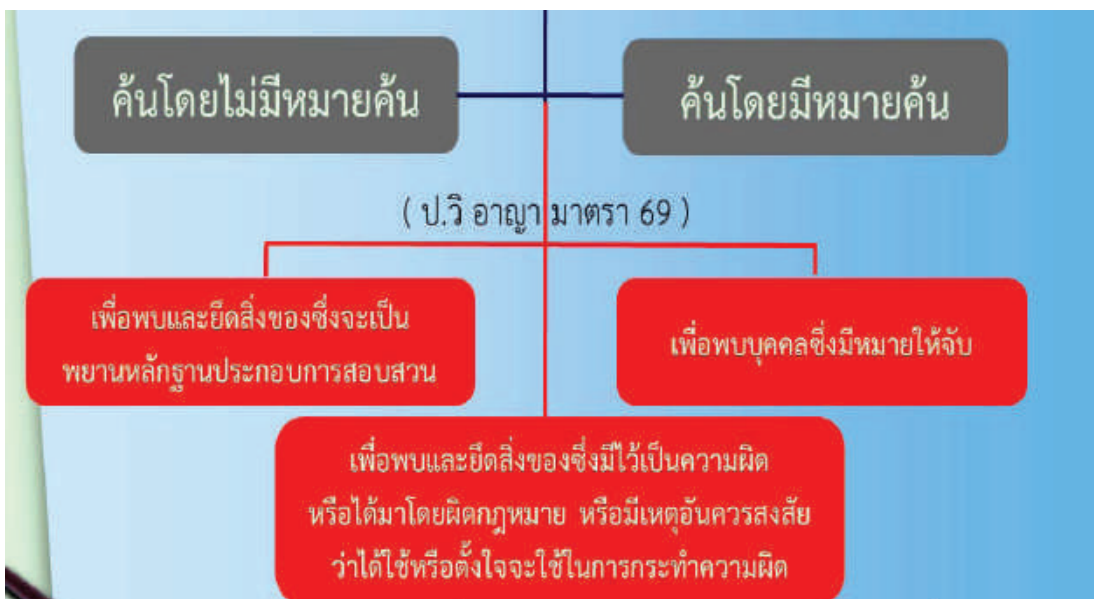 ค้นโดยไม่มีหมายค้น
ค้นโดยมีหมายค้น
( ป.วิ อาญา มาตรา 69 )
เพื่อพบและยึดสิ่งของซึ่งจะเป็น
พยานหลักฐานประกอบการสอบสวน
เพื่อพบบุคคลซึ่งมีหมายให้จับ
เพื่อพบและยึดสิ่งของซึ่งมีไว้เป็นความผิด
หรือได้มาโดยผิดกฎหมาย หรือมีเหตุอันควรสงสัย
ว่าได้ใช้หรือตั้งใจจะใช้ในการกระทำความผิด